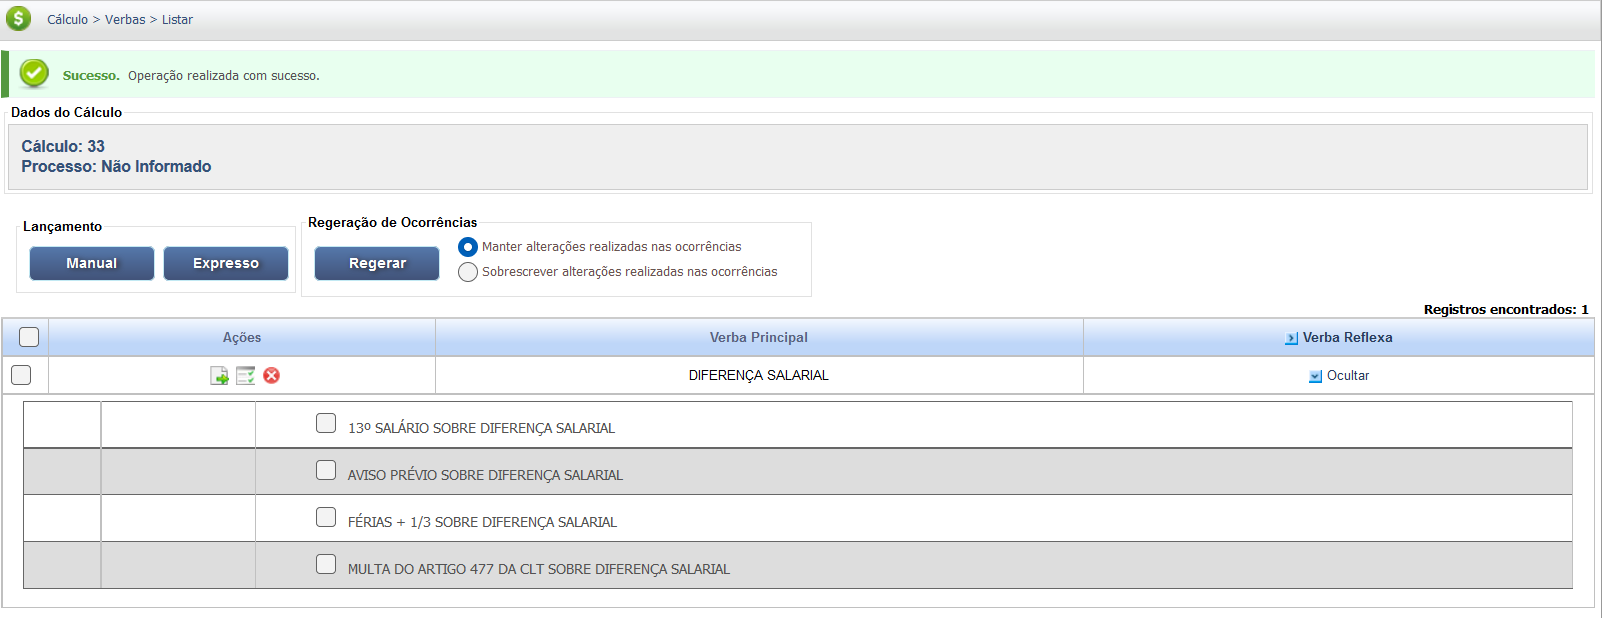 Cálculo > Verbas > Listar
Sucesso. Operação realizada com sucesso.
Dados do Cálculo
Cálculo: 33
Processo: Não Informado
Lançamento
Manual
Expresso
Regeração de Ocorrências
Regerar
Manter alterações realizadas nas ocorrências
Sobrescrever alterações realizadas nas ocorrências
Registros encontrados: 1
Ações Verba Principal Verba Reflexa
DIFERENÇA SALARIAL Ocultar
13º SALÁRIO SOBRE DIFERENÇA SALARIAL
AVISO PRÉVIO SOBRE DIFERENÇA SALARIAL
FÉRIAS + 1/3 SOBRE DIFERENÇA SALARIAL
MULTA DO ARTIGO 477 DA CLT SOBRE DIFERENÇA SALARIAL